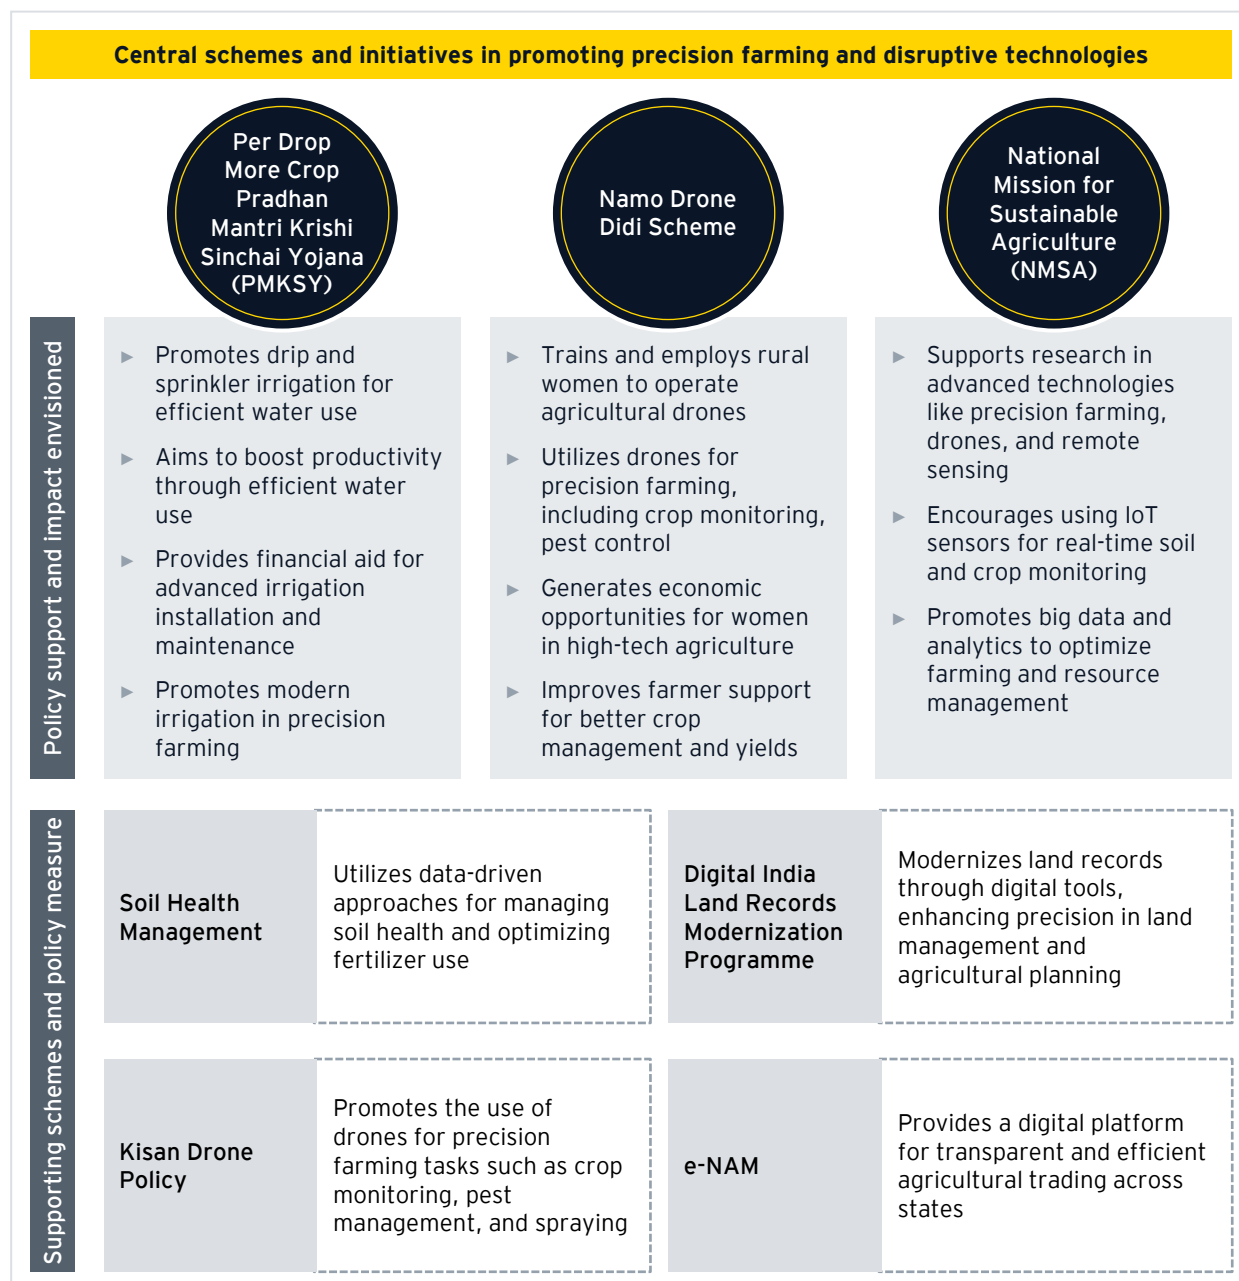 Central schemes and initiatives in promoting precision farming and disruptive technologies
Per Drop
More Crop
Pradhan
Mantri Krishi
Sinchai Yojana
(PMKSY)
Namo Drone
Didi Scheme
National
Mission for
Sustainable
Agriculture
(NMSA)
Policy support and impact envisioned
► Promotes drip and
sprinkler irrigation for
efficient water use
► Aims to boost productivity
through efficient water
use
► Provides financial aid for
advanced irrigation
installation and
maintenance
► Promotes modern
irrigation in precision
farming
► Trains and employs rural
women to operate
agricultural drones
► Utilizes drones for
precision farming,
including crop monitoring,
pest control
► Generates economic
opportunities for women
in high-tech agriculture
► Improves farmer support
for better crop
management and yields
► Supports research in
advanced technologies
like precision farming,
drones, and remote
sensing
► Encourages using IoT
sensors for real-time soil
and crop monitoring
► Promotes big data and
analytics to optimize
farming and resource
management
Supporting schemes and policy measure
Soil Health
Management
Utilizes data-driven
approaches for managing
soil health and optimizing
fertilizer use
Digital India
Land Records
Modernization
Programme
Modernizes land records
through digital tools,
enhancing precision in land
management and
agricultural planning
Kisan Drone
Policy
Promotes the use of
drones for precision
farming tasks such as crop
monitoring, pest
management, and spraying
e-NAM
Provides a digital platform
for transparent and efficient
agricultural trading across
states